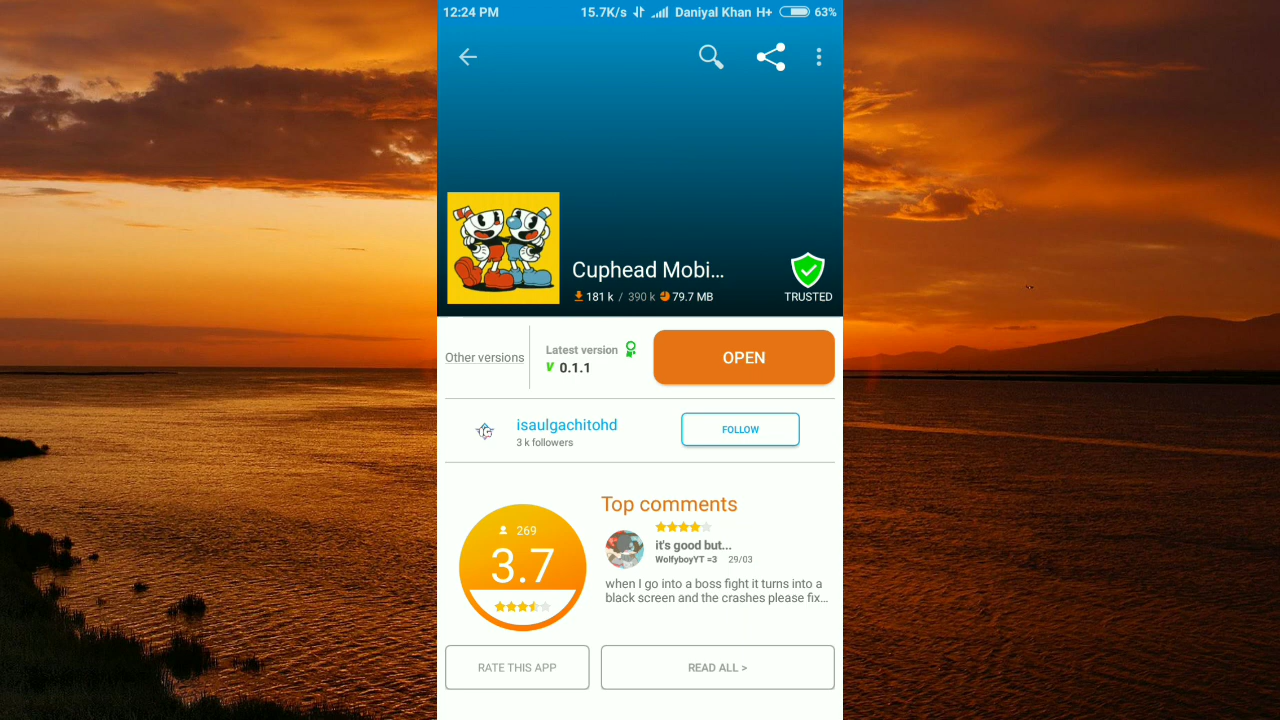 12:24 PM 15.7K/s Daniyal Khan H+ 63%
Cuphead Mobi...
181 k / 390 k 79.7 MB
TRUSTED
Other versions
Latest version
V 0.1.1
OPEN
isaulgachitohd
3 k followers
FOLLOW
Top comments
269
3.7
it's good but...
WolfyboyYT =3 29/03
when I go into a boss fight it turns into a
black screen and the crashes please fix...
RATE THIS APP
READ ALL >